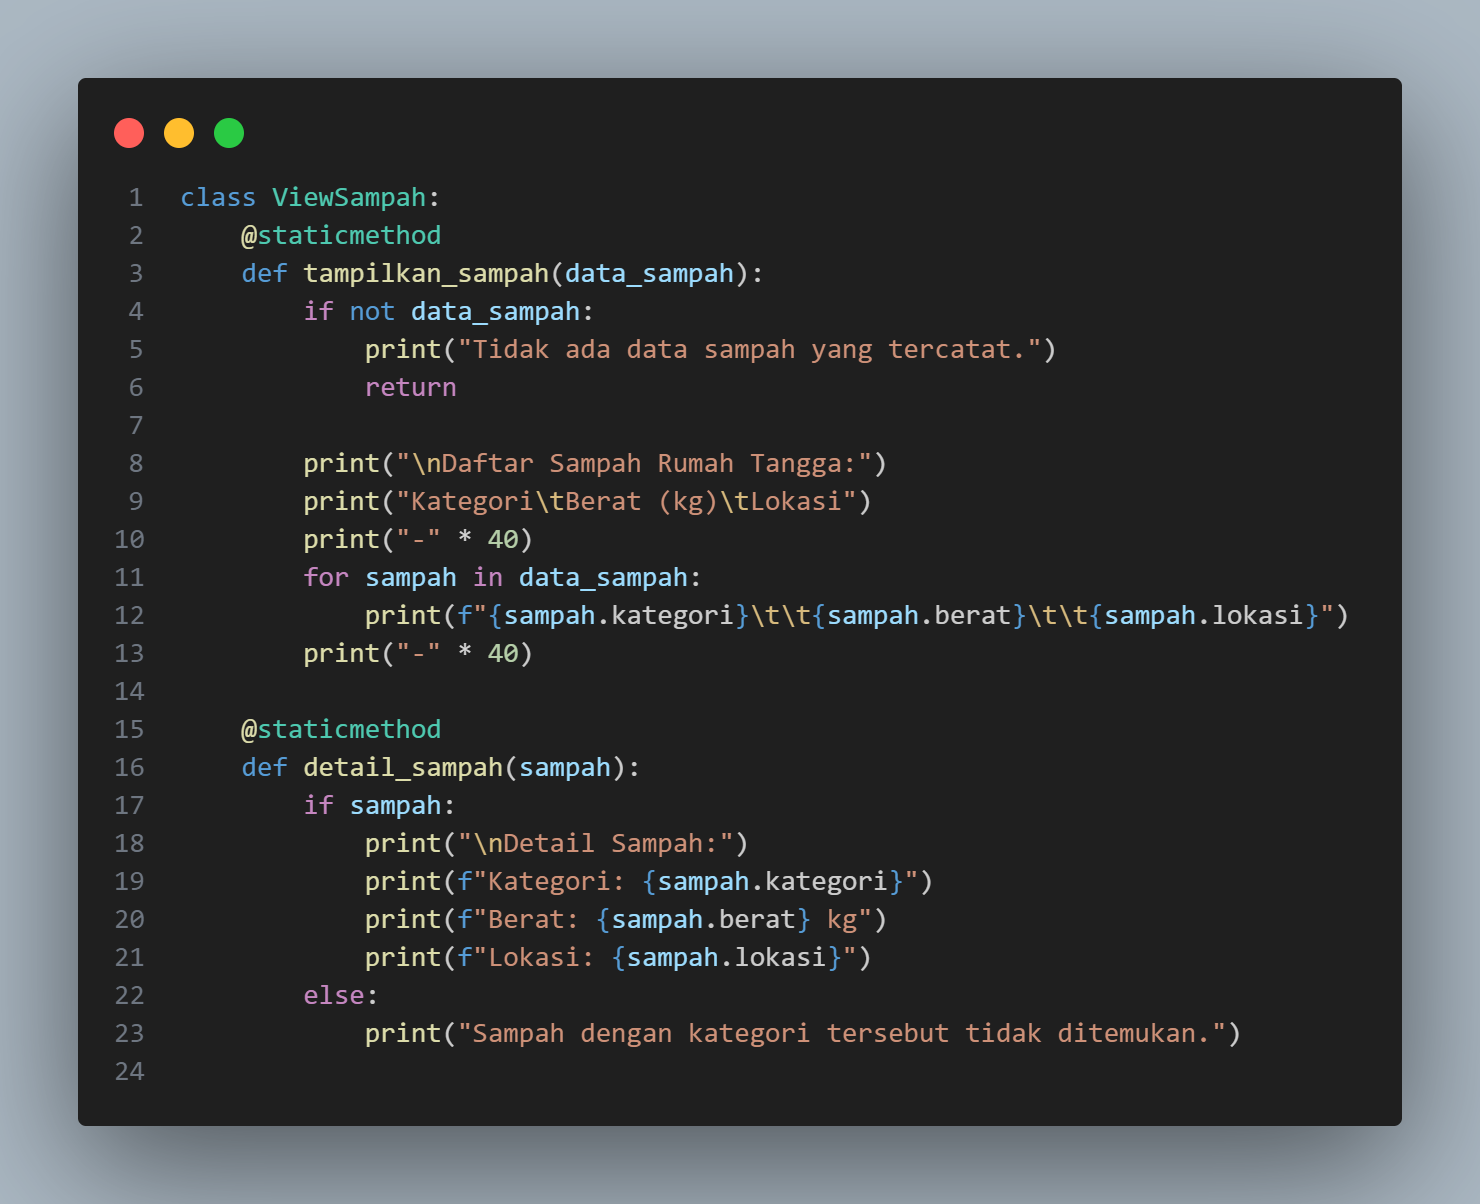 1 class ViewSampah:
2     @staticmethod
3     def tampilkan_sampah(data_sampah):
4         if not data_sampah:
5             print("Tidak ada data sampah yang tercatat.")
6             return
7
8         print("\nDaftar Sampah Rumah Tangga:")
9         print("Kategori\tBerat (kg)\tLokasi")
10         print("-" * 40)
11         for sampah in data_sampah:
12             print(f"{sampah.kategori}\t\t{sampah.berat}\t\t{sampah.lokasi}")
13         print("-" * 40)
14
15     @staticmethod
16     def detail_sampah(sampah):
17         if sampah:
18             print("\nDetail Sampah:")
19             print(f"Kategori: {sampah.kategori}")
20             print(f"Berat: {sampah.berat} kg")
21             print(f"Lokasi: {sampah.lokasi}")
22         else:
23             print("Sampah dengan kategori tersebut tidak ditemukan.")
24